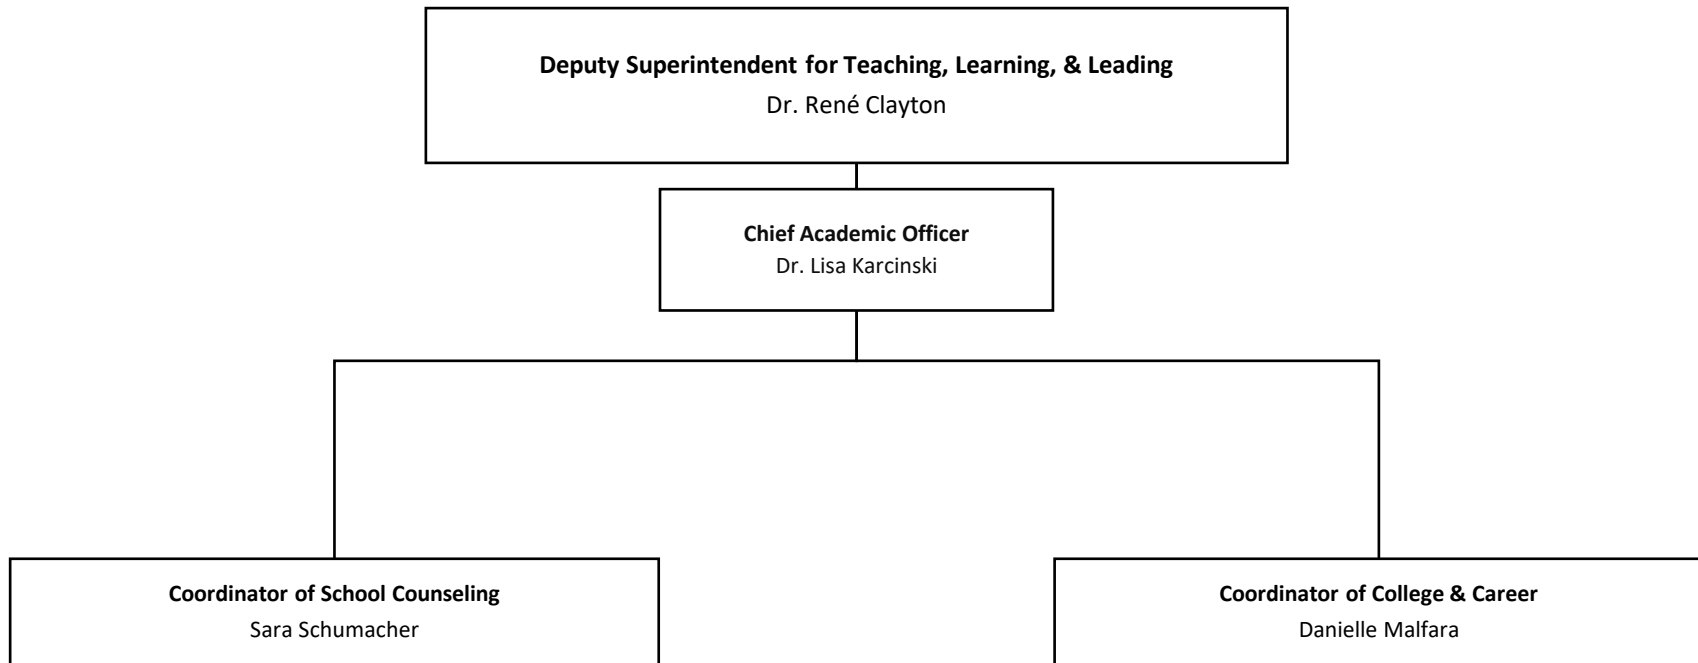 Deputy Superintendent for Teaching, Learning, & Leading
Dr. René Clayton
Chief Academic Officer
Dr. Lisa Karcinski
Coordinator of School Counseling
Sara Schumacher
Coordinator of College & Career
Danielle Malfara